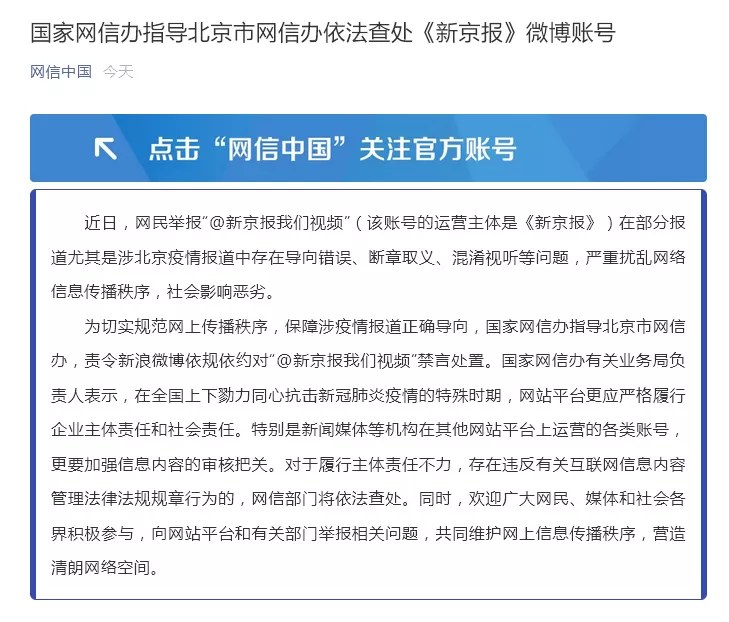 国家网信办指导北京市网信办依法查处《新京报》微博账号
网信中国 今天
点击“网信中国”关注官方账号
近日，网民举报“@新京报我们视频”（该账号的运营主体是《新京报》）在部分报
道尤其是涉北京疫情报道中存在导向错误、断章取义、混淆视听等问题，严重扰乱网络
信息传播秩序，社会影响恶劣。
为切实规范网上传播秩序，保障涉疫情报道正确导向，国家网信办指导北京市网信
办，责令新浪微博依规依约对“@新京报我们视频”禁言处置。国家网信办有关业务局负
责人表示，在全国上下勠力同心抗击新冠肺炎疫情的特殊时期，网站平台更应严格履行
企业主体责任和社会责任。特别是新闻媒体等机构在其他网站平台上运营的各类账号，
更要加强信息内容的审核把关。对于履行主体责任不力，存在违反有关互联网信息内容
管理法律法规规章行为的，网信部门将依法查处。同时，欢迎广大网民、媒体和社会各
界积极参与，向网站平台和有关部门举报相关问题，共同维护网上信息传播秩序，营造
清朗网络空间。